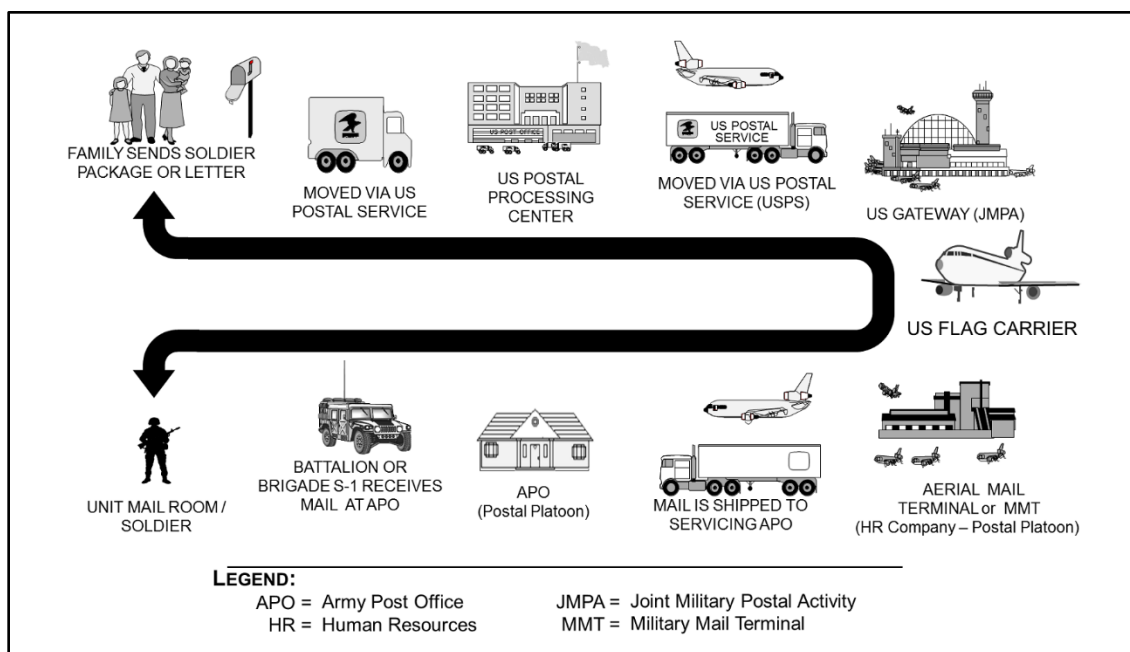 FAMILY SENDS SOLDIER
PACKAGE OR LETTER
MOVED VIA US
POSTAL SERVICE
US POST OFFICE
US POSTAL
PROCESSING
CENTER
US POSTAL
SERVICE
MOVED VIA US POSTAL
SERVICE (USPS)
US GATEWAY (JMPA)
US FLAG CARRIER
UNIT MAIL ROOM /
SOLDIER
BATTALION OR
BRIGADE S-1 RECEIVES
MAIL AT APO
APO
(Postal Platoon)
MAIL IS SHIPPED TO
SERVICING APO
AERIAL MAIL
TERMINAL or MMT
(HR Company – Postal Platoon)
LEGEND:
APO = Army Post Office
HR = Human Resources
JMPA = Joint Military Postal Activity
MMT = Military Mail Terminal